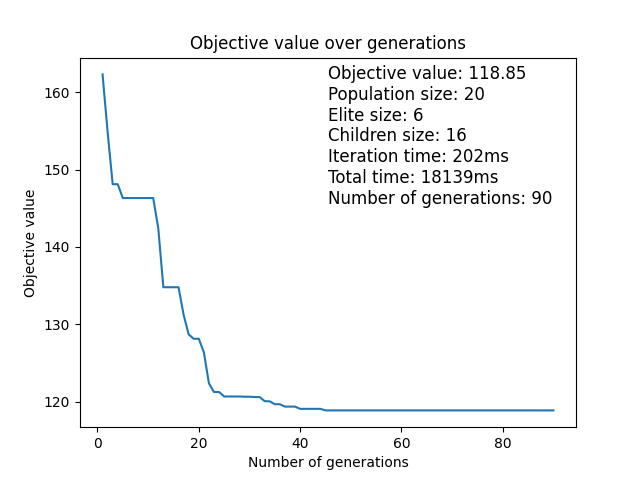 Objective value over generations
Objective value: 118.85
Population size: 20
Elite size: 6
Children size: 16
Iteration time: 202ms
Total time: 18139ms
Number of generations: 90
Objective value
160
150
140
130
120
0 20 40 60 80
Number of generations